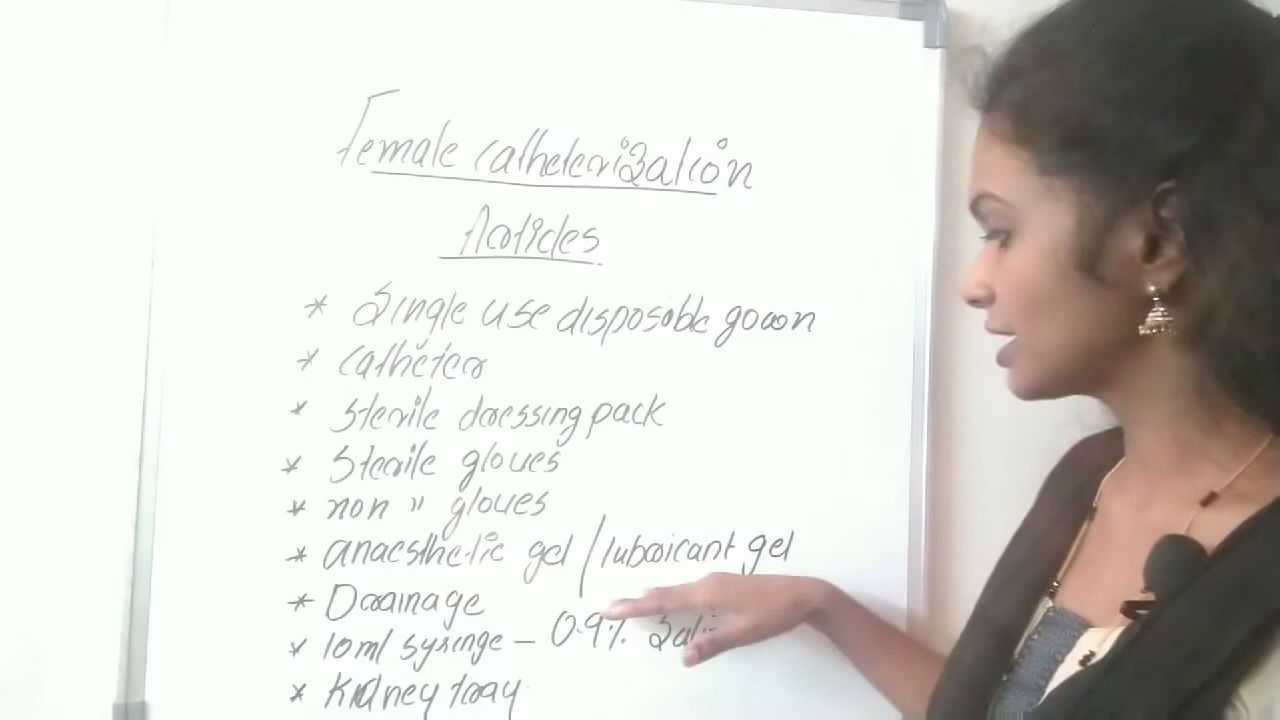 Female catheterization
Articles
* Single use disposable gown
* Catheter
* Sterile dressing pack
* Sterile gloves
* non " gloves
* anaesthetic gel / lubricant gel
* Drainage
* 10ml syringe - 0.9%
* Kidney tray